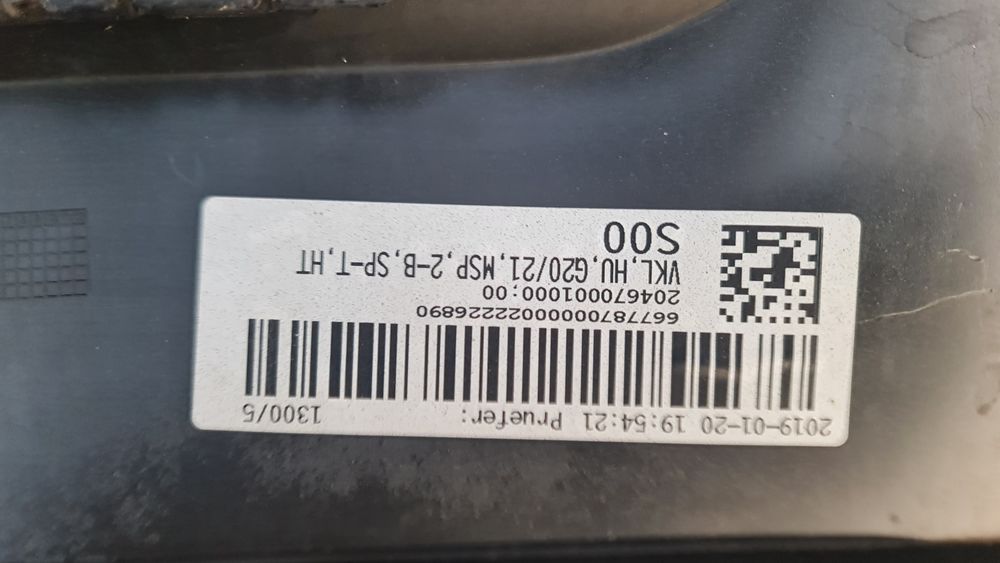 2019-01-20 19:54:21 Pruefer: 1300/5
204670001000;00
VKL,HU,G20/21,MSP,2-B,SP-T,HT
S00